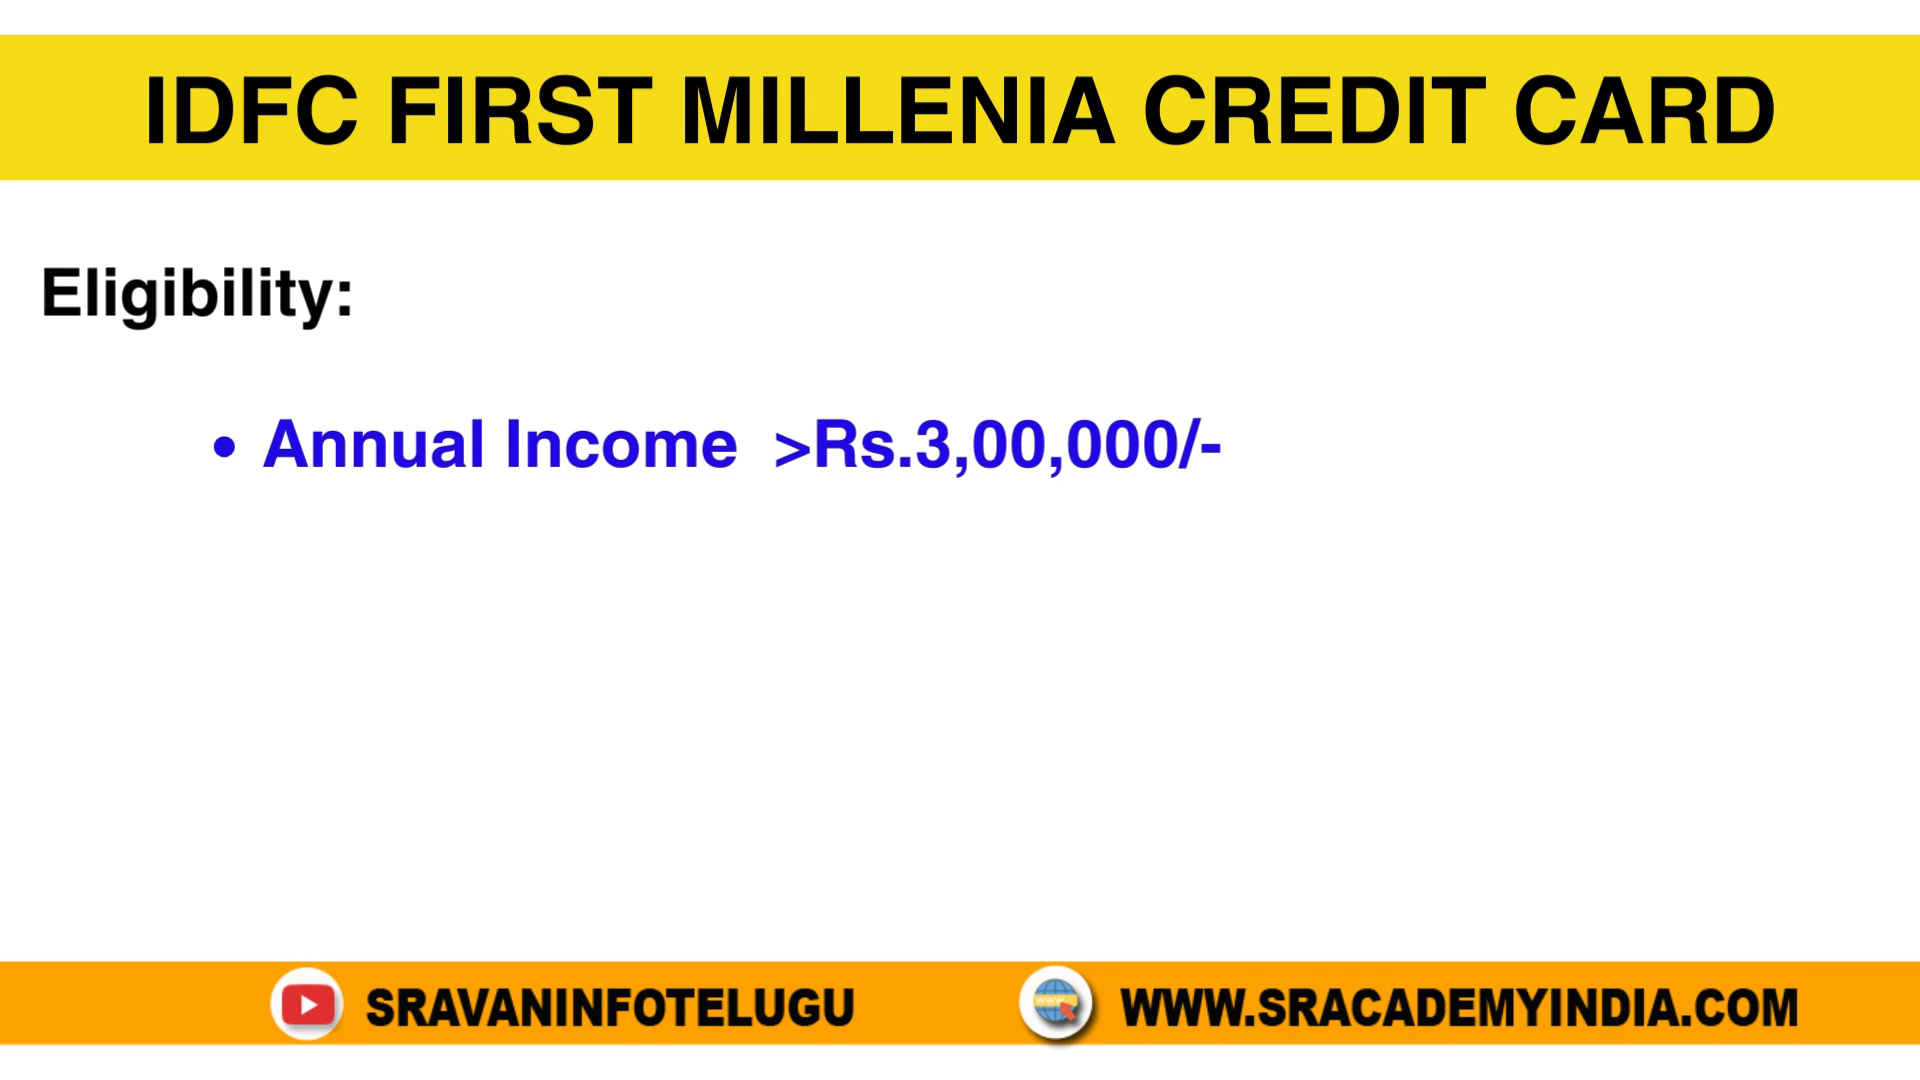 IDFC FIRST MILLENIA CREDIT CARD
Eligibility:
• Annual Income  >Rs.3,00,000/-
SRAVANINFOTELUGU
WWW.SRACADEMYINDIA.COM